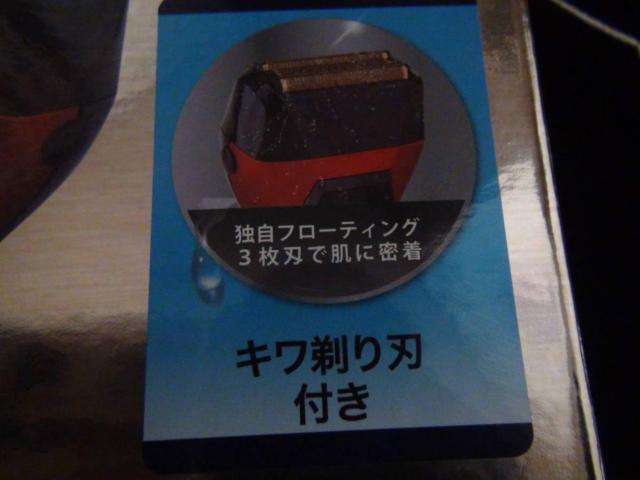 独自フローティング
3枚刃で肌に密着
キワ剃り刃
付き